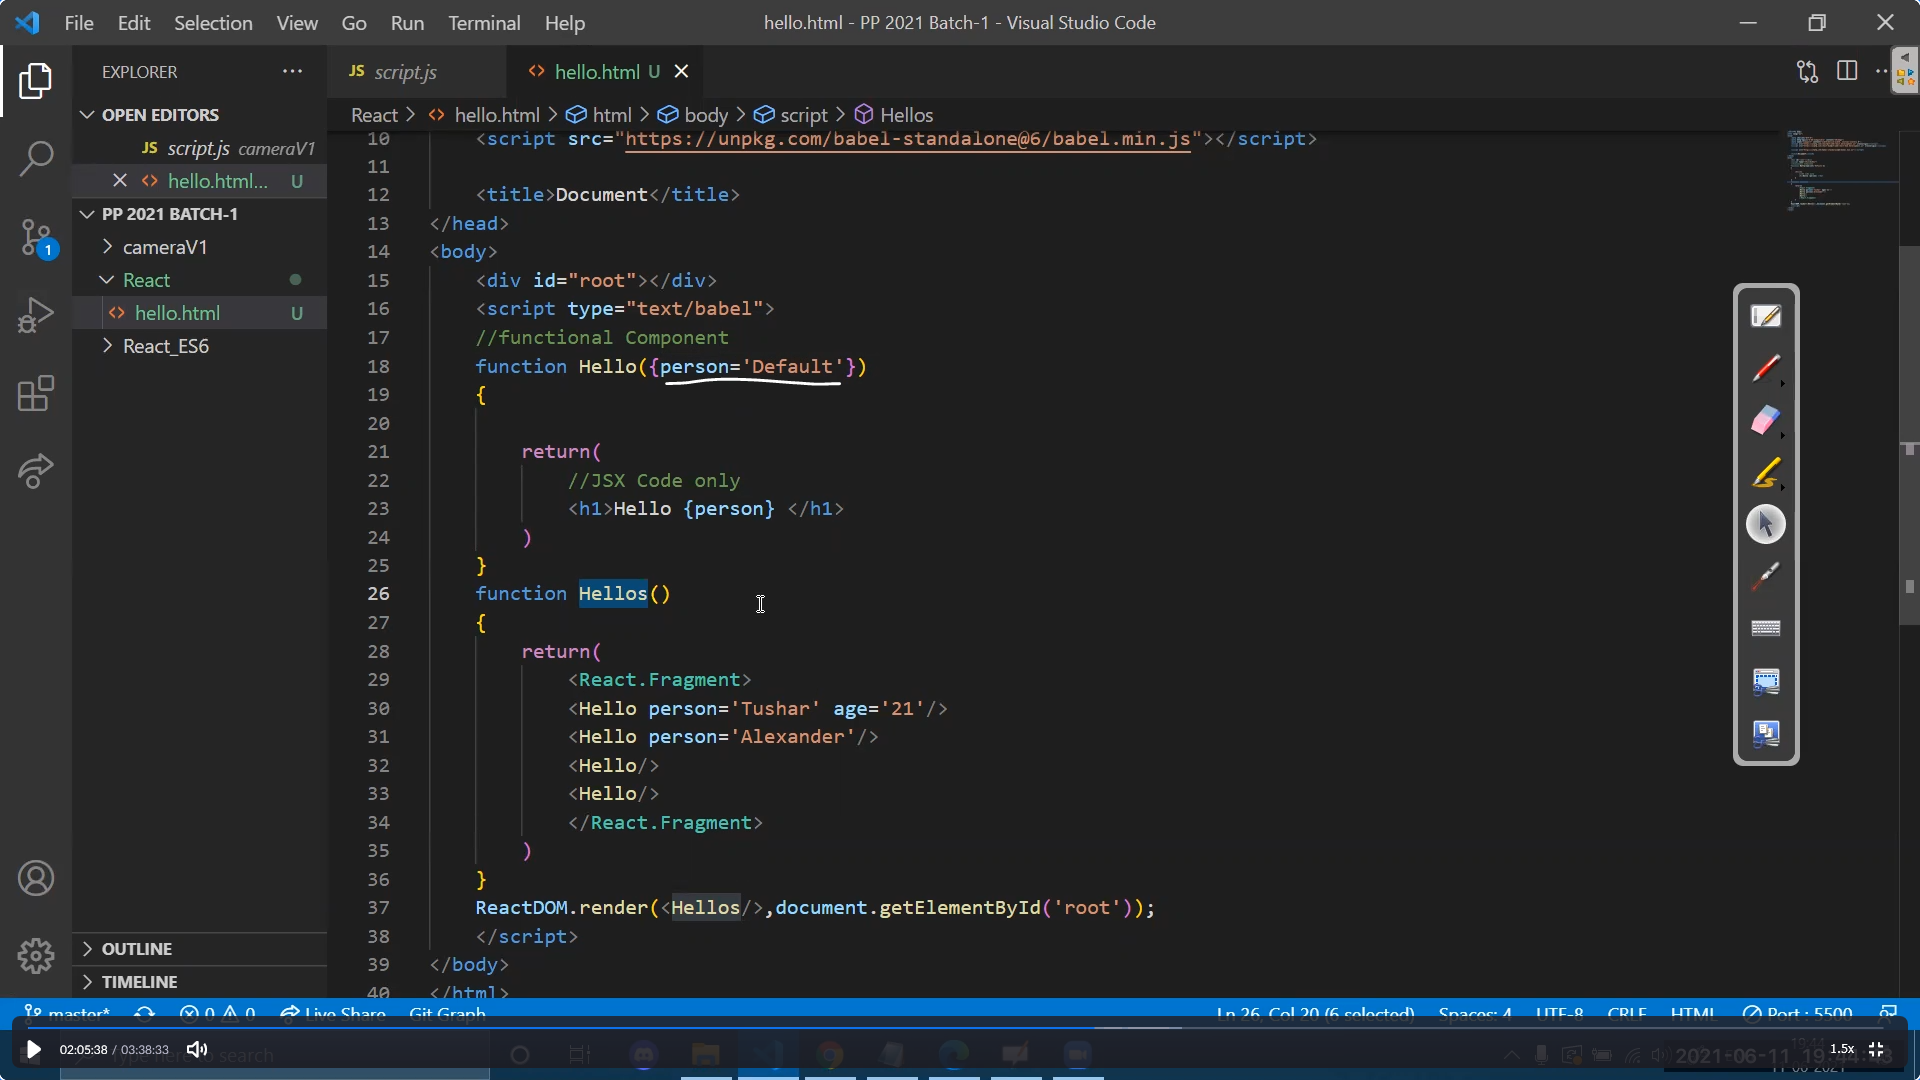 File Edit Selection View Go Run Terminal Help
hello.html - PP 2021 Batch-1 - Visual Studio Code
EXPLORER
OPEN EDITORS
JS script.js cameraV1
hello.html... U
PP 2021 BATCH-1
cameraV1
React
hello.html U
React_ES6
OUTLINE
TIMELINE
1
JS script.js
hello.html U
React > hello.html > html > body > script > Hellos
10 <script src="https://unpkg.com/babel-standalone@6/babel.min.js"></script>
11
12 <title>Document</title>
13 </head>
14 <body>
15 <div id="root"></div>
16 <script type="text/babel">
17 //functional Component
18 function Hello({person='Default'})
19 {
20
21 return(
22 //JSX Code only
23 <h1>Hello {person} </h1>
24 )
25 }
26 function Hellos()
27 {
28 return(
29 <React.Fragment>
30 <Hello person='Tushar' age='21'/>
31 <Hello person='Alexander'/>
32 <Hello/>
33 <Hello/>
34 </React.Fragment>
35 )
36 }
37 ReactDOM.render(<Hellos/>,document.getElementById('root'));
38 </script>
39 </body>
40 </html>
master* 0 0 Live Share Git Graph Ln 26, Col 20 (6 selected) Spaces: 4 UTF-8 CRLF HTML Port : 5500
02:05:38 / 03:38:33 here to search 1.5x
2021-06-11